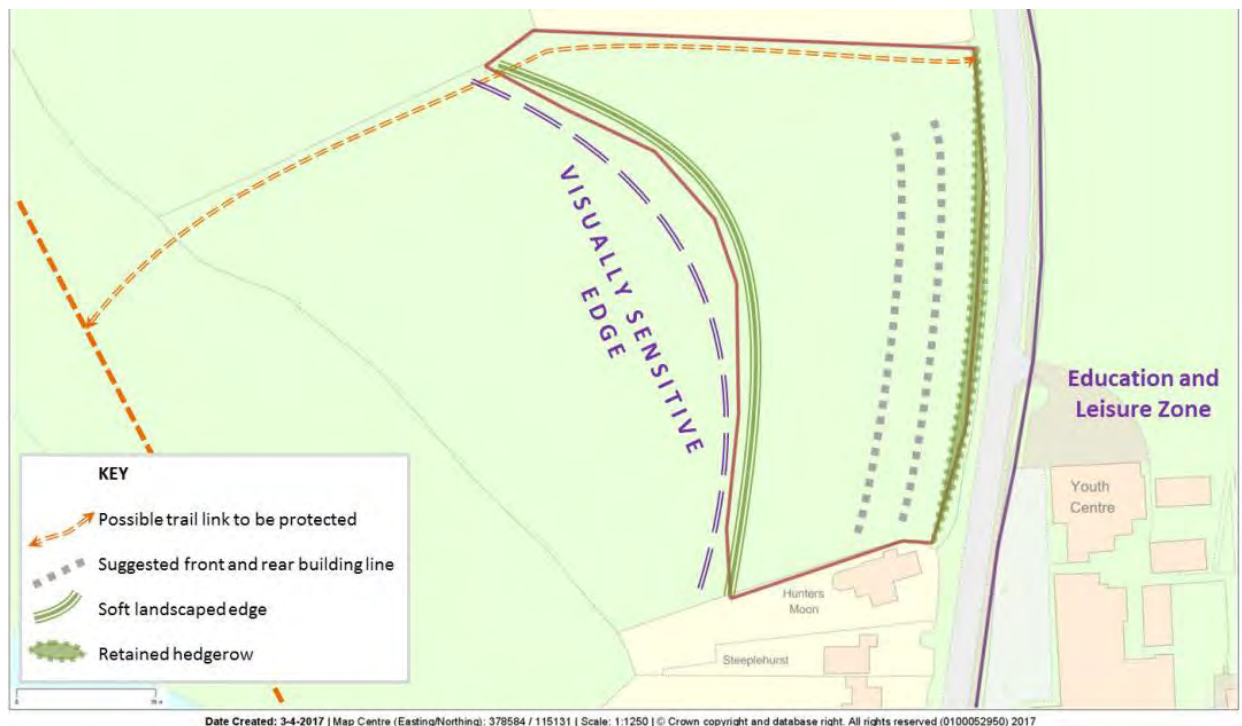 VISUALLY SENSITIVE
EDGE
Education and
Leisure Zone
Youth
Centre
Hunters
Moon
Steeplehurst
KEY
Possible trail link to be protected
Suggested front and rear building line
Soft landscaped edge
Retained hedgerow
0
Date Created: 3-4-2017 | Map Centre (Easting/Northing): 378584 / 115131 | Scale: 1:1250 | © Crown copyright and database right. All rights reserved (0100052950) 2017